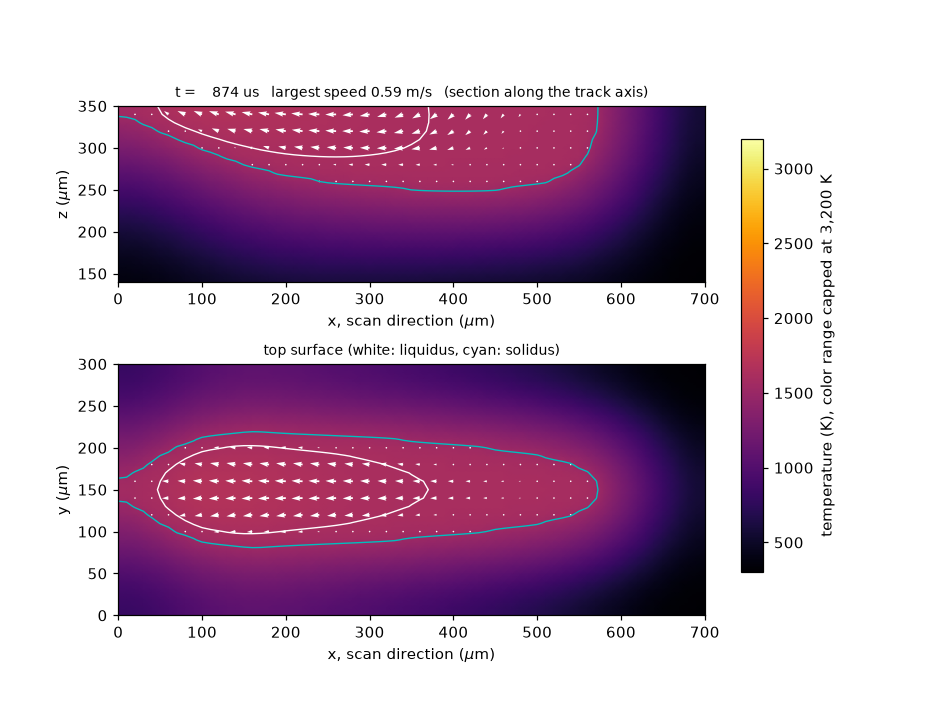 t =    874 us   largest speed 0.59 m/s   (section along the track axis)
350
300
250
200
150
z (μm)
0 100 200 300 400 500 600 700
x, scan direction (μm)
top surface (white: liquidus, cyan: solidus)
300
250
200
150
100
50
0
y (μm)
0 100 200 300 400 500 600 700
x, scan direction (μm)
3000
2500
2000
1500
1000
500
temperature (K), color range capped at 3,200 K